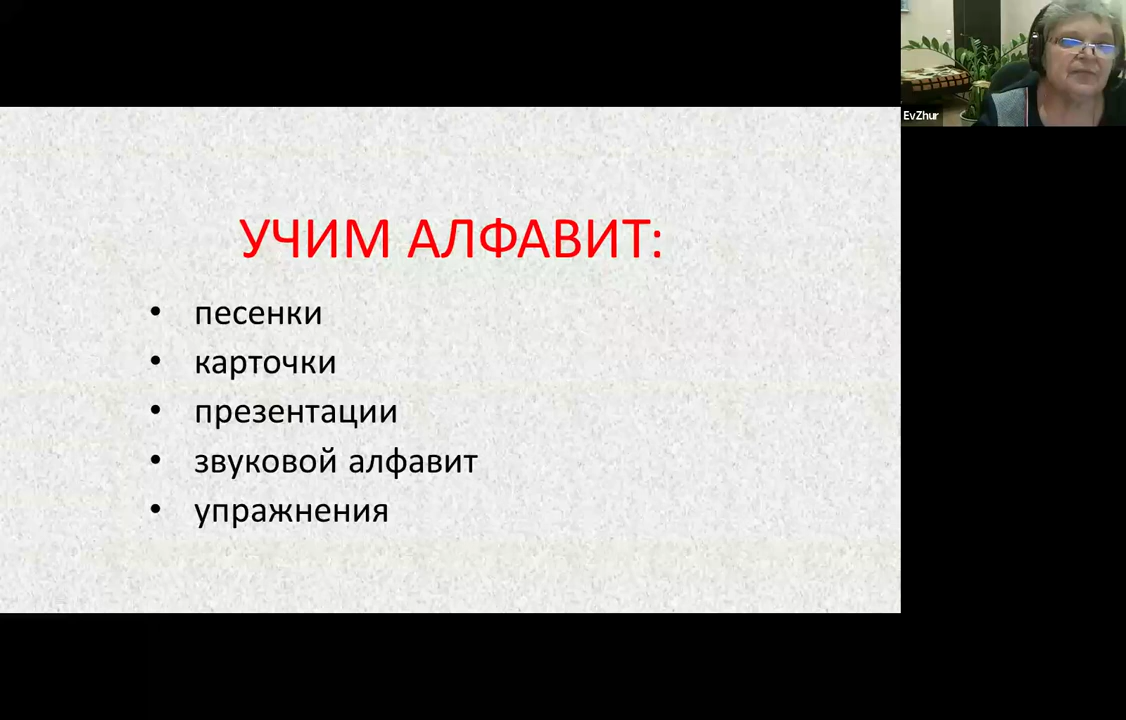 EvZhur
УЧИМ АЛФАВИТ:
• песенки
• карточки
• презентации
• звуковой алфавит
• упражнения